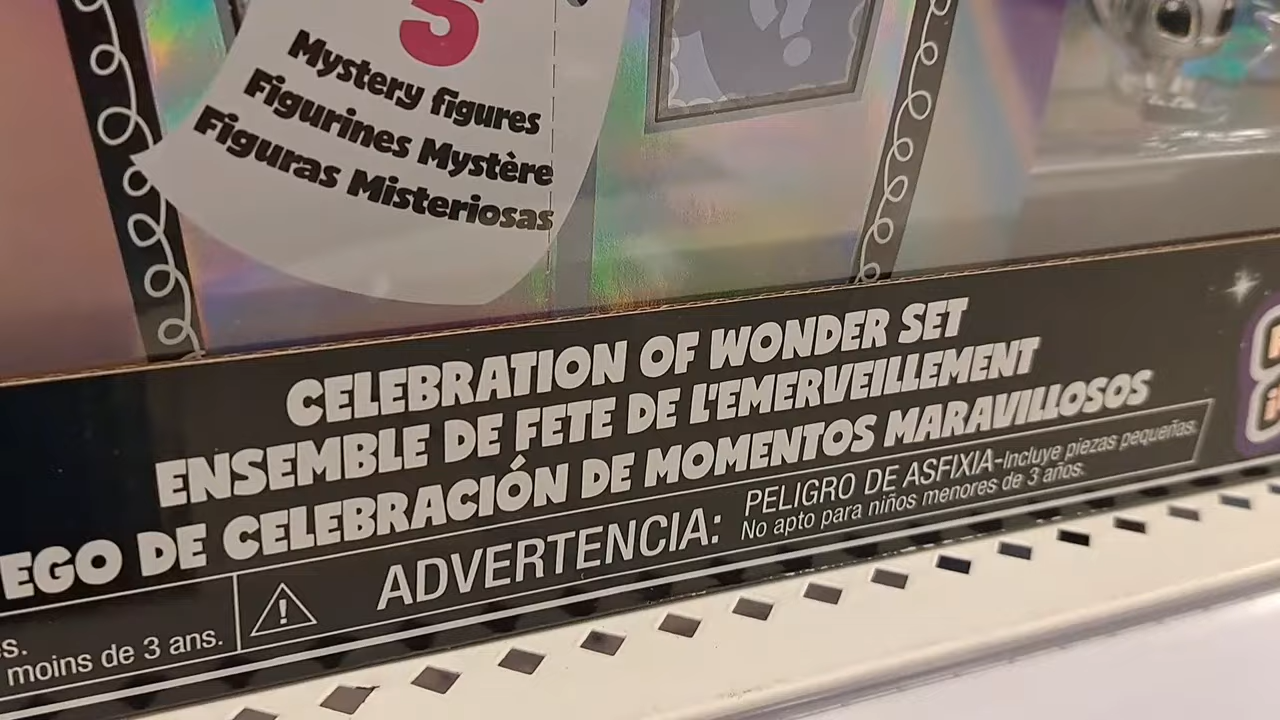 5
Mystery figures
Figurines Mystère
Figuras Misteriosas
?
CELEBRATION OF WONDER SET
ENSEMBLE DE FETE DE L'EMERVEILLEMENT
EGO DE CELEBRACIÓN DE MOMENTOS MARAVILLOSOS
s.
moins de 3 ans.
ADVERTENCIA:
PELIGRO DE ASFIXIA-Incluye piezas pequeñas.
No apto para niños menores de 3 años.